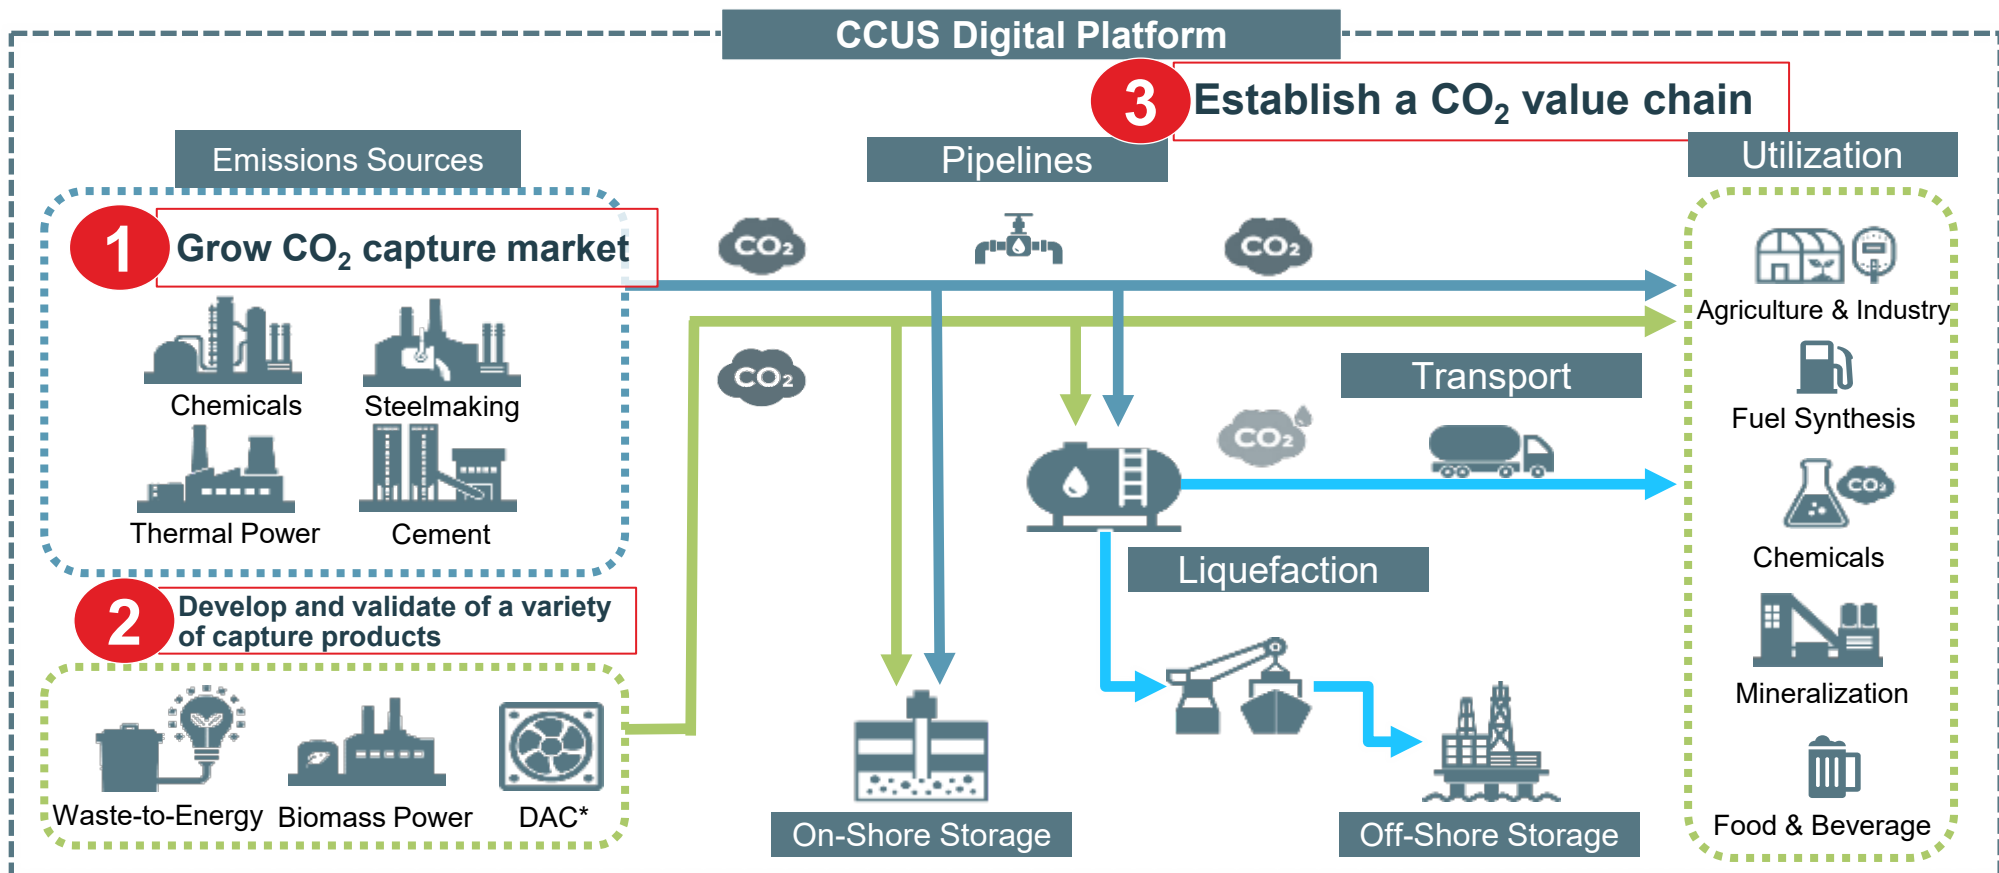 CCUS Digital Platform
3
Establish a CO₂ value chain
Emissions Sources
Pipelines
Utilization
1
Grow CO₂ capture market
CO₂
CO₂
Agriculture & Industry
Chemicals
Steelmaking
CO₂
Transport
Fuel Synthesis
CO₂
CO₂
Thermal Power
Cement
Chemicals
Liquefaction
2
Develop and validate of a variety
of capture products
Mineralization
Waste-to-Energy
Biomass Power
DAC*
On-Shore Storage
Off-Shore Storage
Food & Beverage